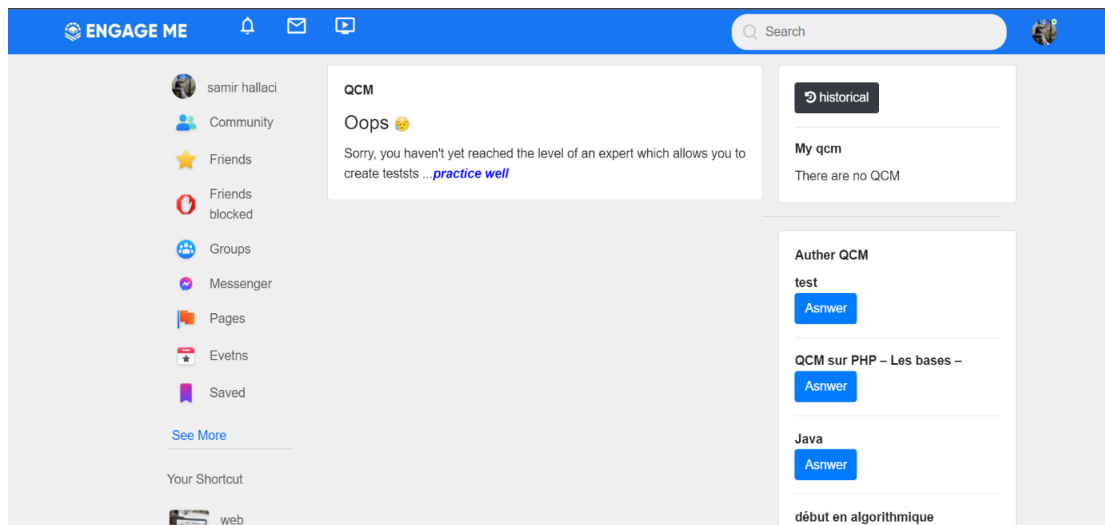 ENGAGE ME
Search
samir hallaci
Community
Friends
Friends
blocked
Groups
Messenger
Pages
Evetns
Saved
See More
Your Shortcut
web
QCM
Oops 😥
Sorry, you haven't yet reached the level of an expert which allows you to
create teststs ...practice well
historical
My qcm
There are no QCM
Auther QCM
test
Asnwer
QCM sur PHP – Les bases –
Asnwer
Java
Asnwer
début en algorithmique